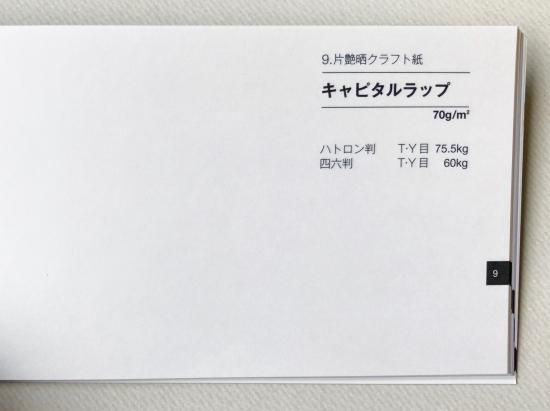 9.片艶晒クラフト紙
キャピタルラップ
70g/m²
ハトロン判 T·Y目 75.5kg
四六判 T·Y目 60kg
9